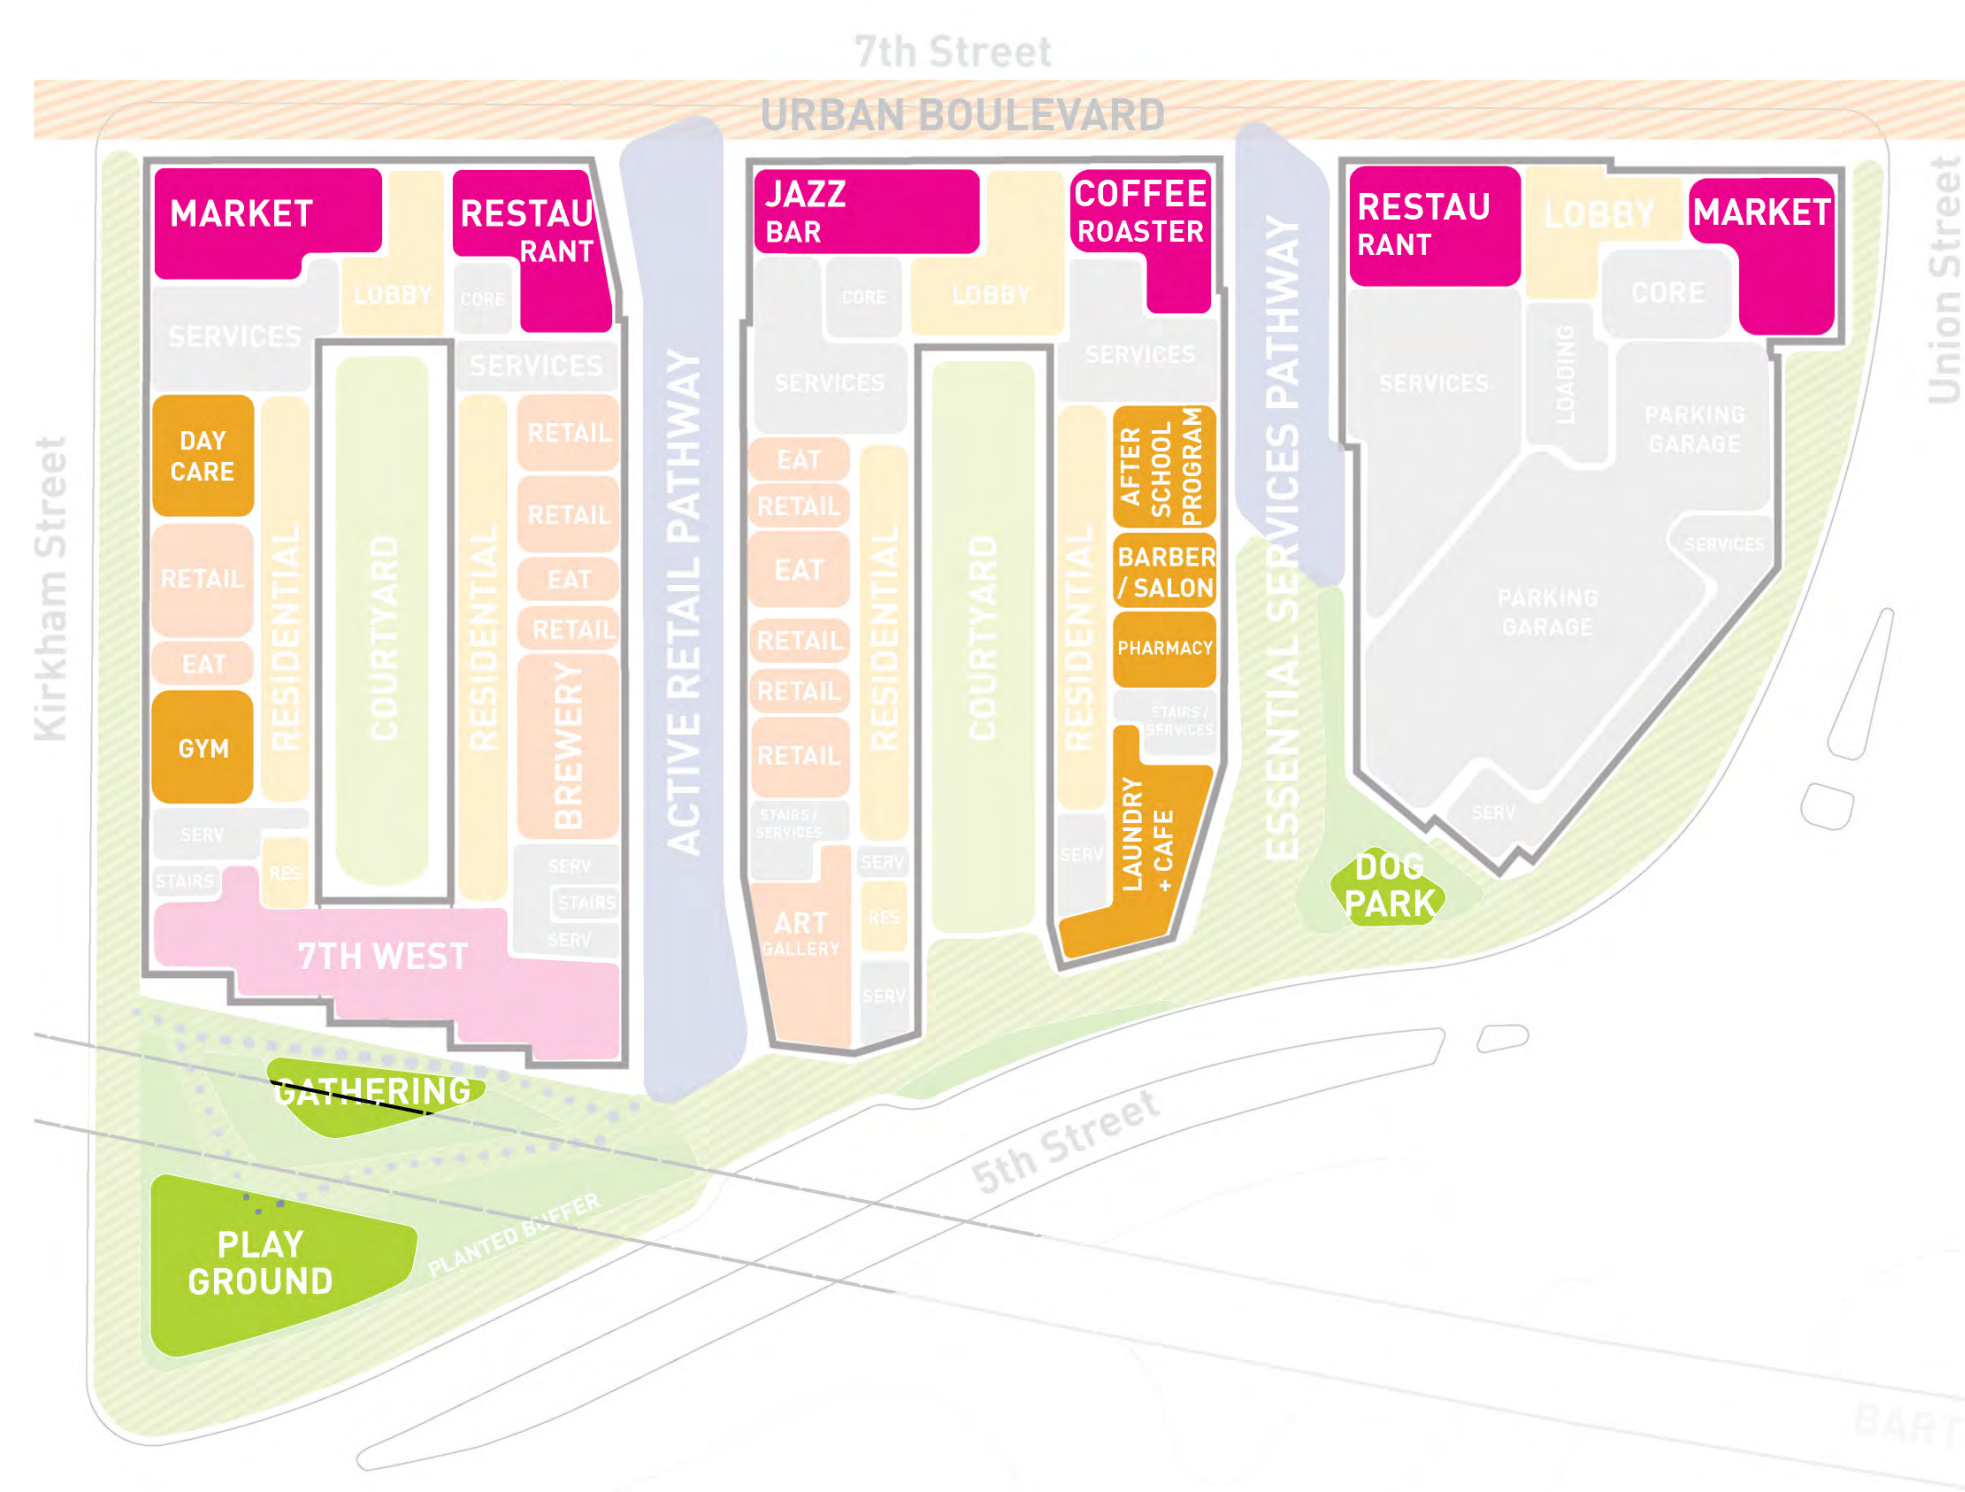 7th Street
URBAN BOULEVARD
Kirkham Street
MARKET
RESTAU
RANT
LOBBY
CORE
SERVICES
SERVICES
DAY
CARE
RETAIL
EAT
GYM
RESIDENTIAL
COURTYARD
RESIDENTIAL
RETAIL
RETAIL
EAT
RETAIL
BREWERY
SERV
STAIRS
RES
SERV
STAIRS
SERV
7TH WEST
ACTIVE RETAIL PATHWAY
JAZZ
BAR
COFFEE
ROASTER
CORE
LOBBY
SERVICES
SERVICES
EAT
RETAIL
EAT
RETAIL
RETAIL
RETAIL
STAIRS /
SERVICES
ART
GALLERY
RESIDENTIAL
SERV
RES
SERV
COURTYARD
RESIDENTIAL
SERV
AFTER
SCHOOL
PROGRAM
BARBER
/ SALON
PHARMACY
STAIRS /
SERVICES
LAUNDRY
+ CAFE
ESSENTIAL SERVICES PATHWAY
RESTAU
RANT
LOBBY
MARKET
CORE
SERVICES
LOADING
PARKING
GARAGE
SERVICES
PARKING
GARAGE
SERV
Union Street
DOG
PARK
GATHERING
PLAY
GROUND
PLANTED BUFFER
5th Street
BART